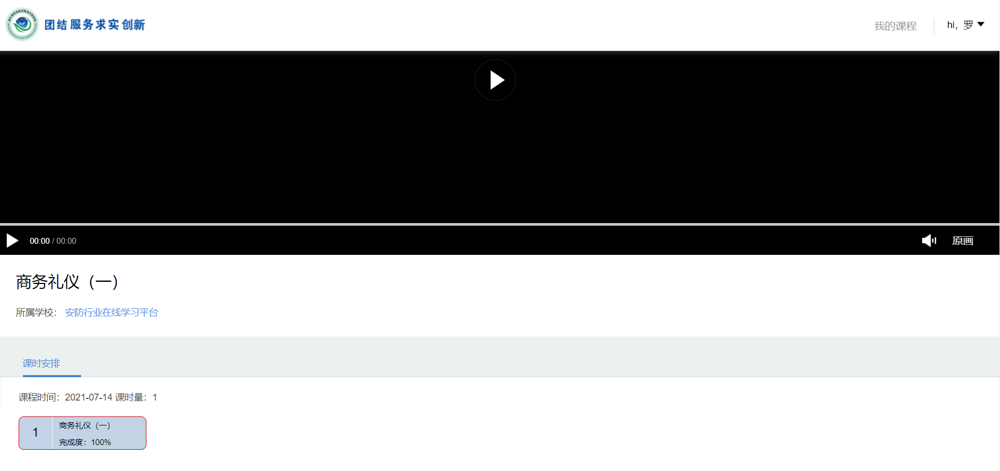 团结服务求实创新
我的课程
hi, 罗
00:00 / 00:00
原画
商务礼仪（一）
所属学校： 安防行业在线学习平台
课时安排
课程时间：2021-07-14 课时量：1
1
商务礼仪（一）
完成度：100%